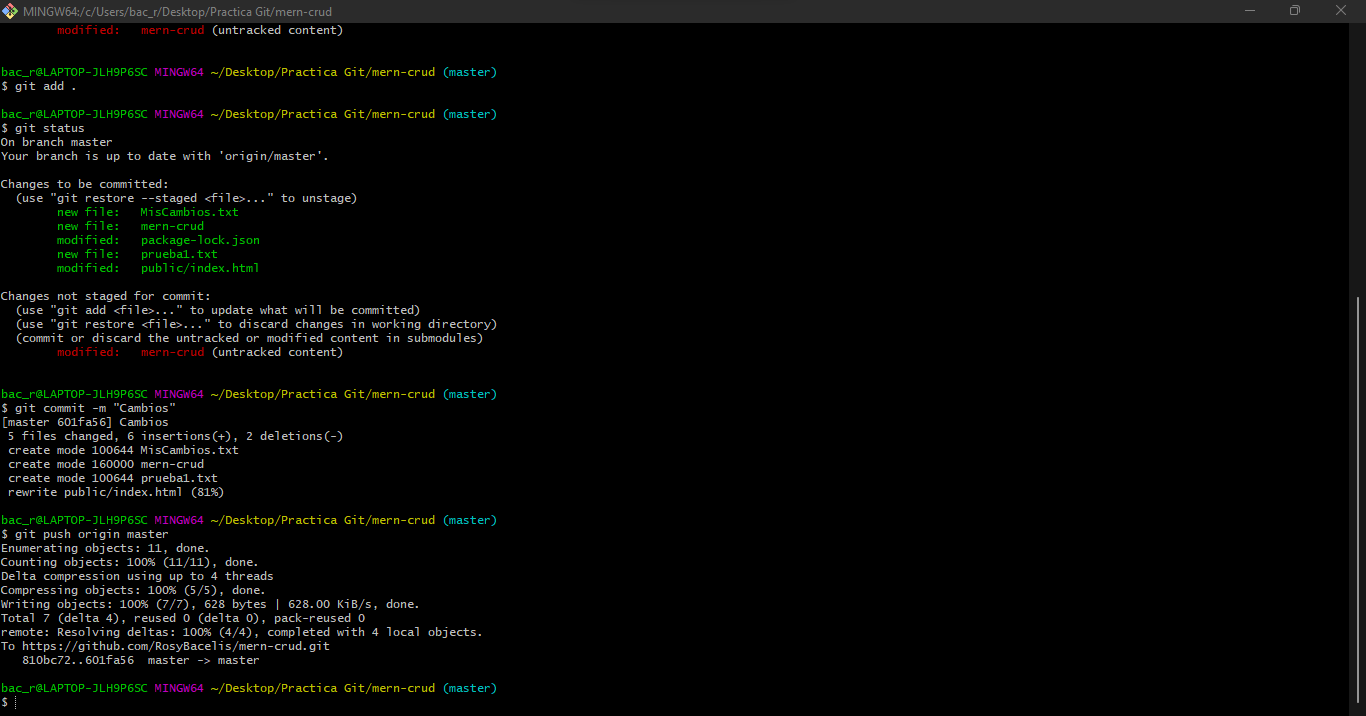 MINGW64:/c/Users/bac_r/Desktop/Practica Git/mern-crud
modified: mern-crud (untracked content)
bac_r@LAPTOP-JLH9P6SC MINGW64 ~/Desktop/Practica Git/mern-crud (master)
$ git add .
bac_r@LAPTOP-JLH9P6SC MINGW64 ~/Desktop/Practica Git/mern-crud (master)
$ git status
On branch master
Your branch is up to date with 'origin/master'.
Changes to be committed:
(use "git restore --staged <file>..." to unstage)
new file: MisCambios.txt
new file: mern-crud
modified: package-lock.json
new file: prueba1.txt
modified: public/index.html
Changes not staged for commit:
(use "git add <file>..." to update what will be committed)
(use "git restore <file>..." to discard changes in working directory)
(commit or discard the untracked or modified content in submodules)
modified: mern-crud (untracked content)
bac_r@LAPTOP-JLH9P6SC MINGW64 ~/Desktop/Practica Git/mern-crud (master)
$ git commit -m "Cambios"
[master 601fa56] Cambios
5 files changed, 6 insertions(+), 2 deletions(-)
create mode 100644 MisCambios.txt
create mode 160000 mern-crud
create mode 100644 prueba1.txt
rewrite public/index.html (81%)
bac_r@LAPTOP-JLH9P6SC MINGW64 ~/Desktop/Practica Git/mern-crud (master)
$ git push origin master
Enumerating objects: 11, done.
Counting objects: 100% (11/11), done.
Delta compression using up to 4 threads
Compressing objects: 100% (5/5), done.
Writing objects: 100% (7/7), 628 bytes | 628.00 KiB/s, done.
Total 7 (delta 4), reused 0 (delta 0), pack-reused 0
remote: Resolving deltas: 100% (4/4), completed with 4 local objects.
To https://github.com/RosyBacelis/mern-crud.git
810bc72..601fa56 master -> master
bac_r@LAPTOP-JLH9P6SC MINGW64 ~/Desktop/Practica Git/mern-crud (master)
$